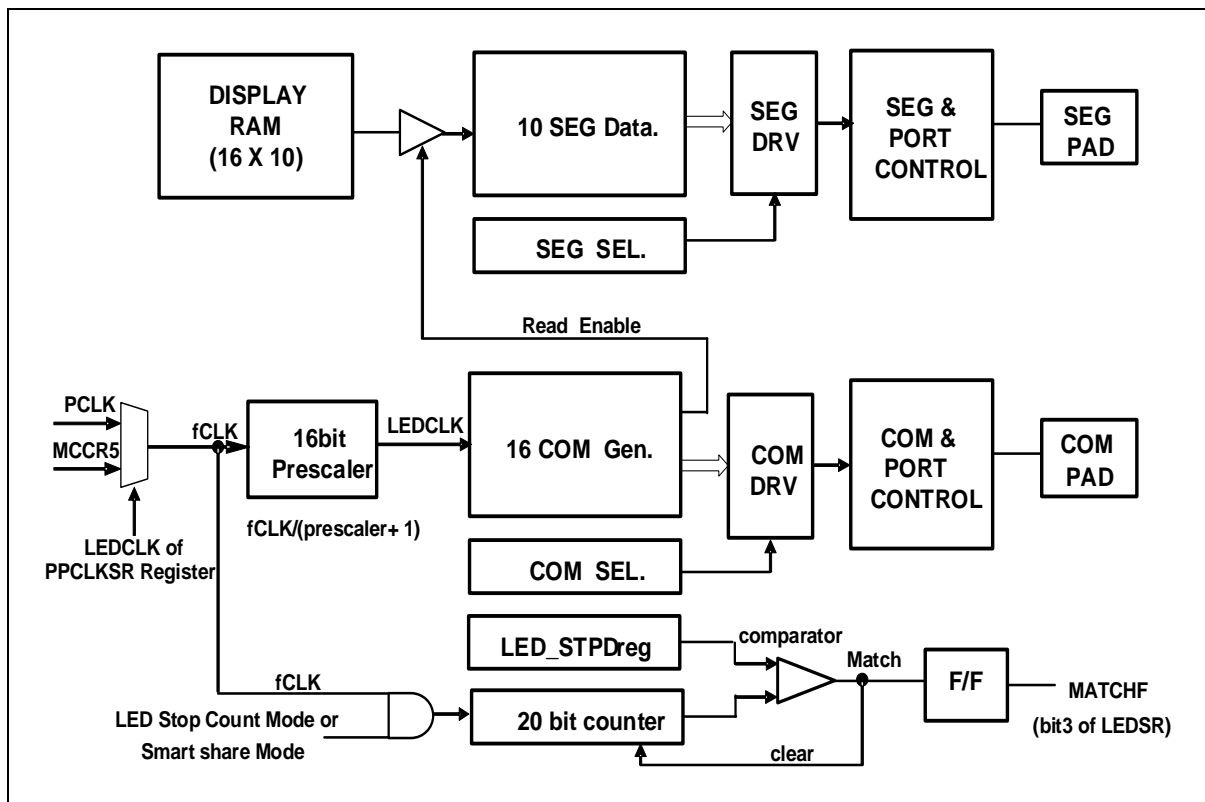 DISPLAY
RAM
(16 X 10)
10 SEG Data.
SEG
DRV
SEG &
PORT
CONTROL
SEG
PAD
SEG SEL.
Read Enable
PCLK
MCCR5
fCLK
16bit
Prescaler
LEDCLK
16 COM Gen.
COM
DRV
COM &
PORT
CONTROL
COM
PAD
fCLK/(prescaler+ 1)
LEDCLK of
PPCLKSR Register
COM SEL.
LED_STPDreg
comparator
Match
F/F
MATCHF
(bit3 of LEDSR)
fCLK
LED Stop Count Mode or
Smart share Mode
20 bit counter
clear